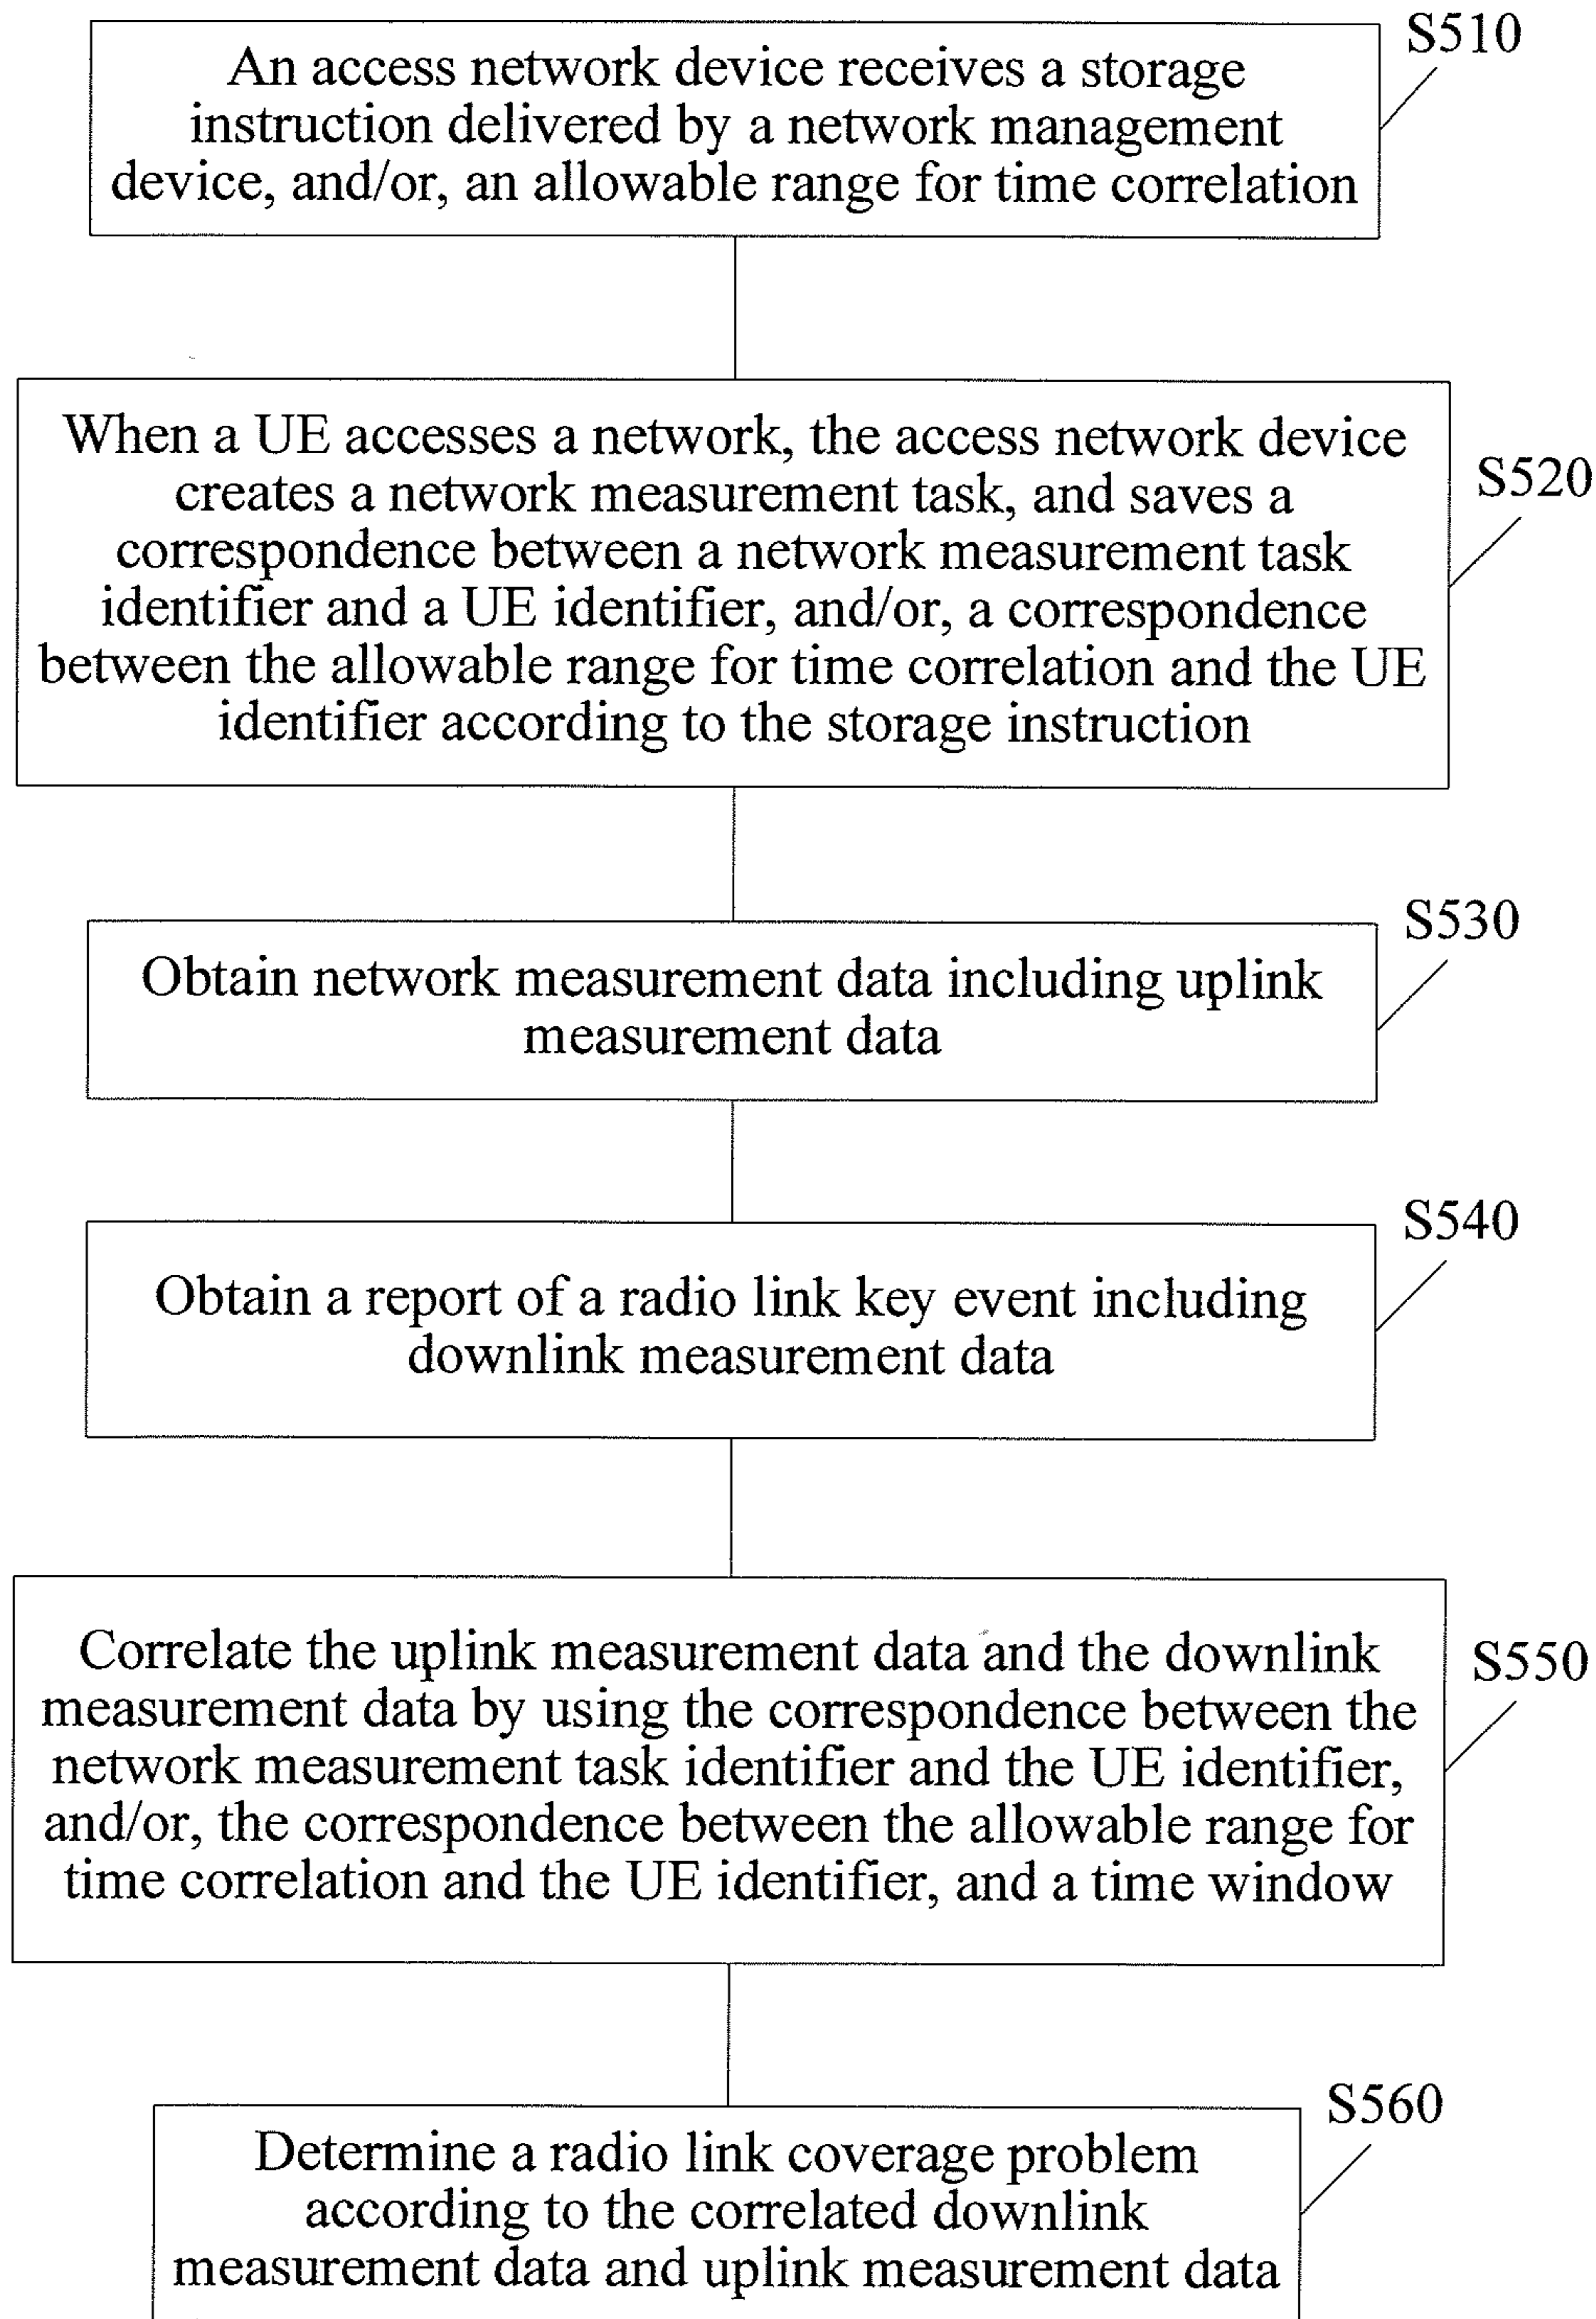 S510
An access network device receives a storage
instruction delivered by a network management
device, and/or, an allowable range for time correlation
S520
When a UE accesses a network, the access network device
creates a network measurement task, and saves a
correspondence between a network measurement task
identifier and a UE identifier, and/or, a correspondence
between the allowable range for time correlation and the UE
identifier according to the storage instruction
S530
Obtain network measurement data including uplink
measurement data
S540
Obtain a report of a radio link key event including
downlink measurement data
S550
Correlate the uplink measurement data and the downlink
measurement data by using the correspondence between the
network measurement task identifier and the UE identifier,
and/or, the correspondence between the allowable range for
time correlation and the UE identifier, and a time window
S560
Determine a radio link coverage problem
according to the correlated downlink
measurement data and uplink measurement data